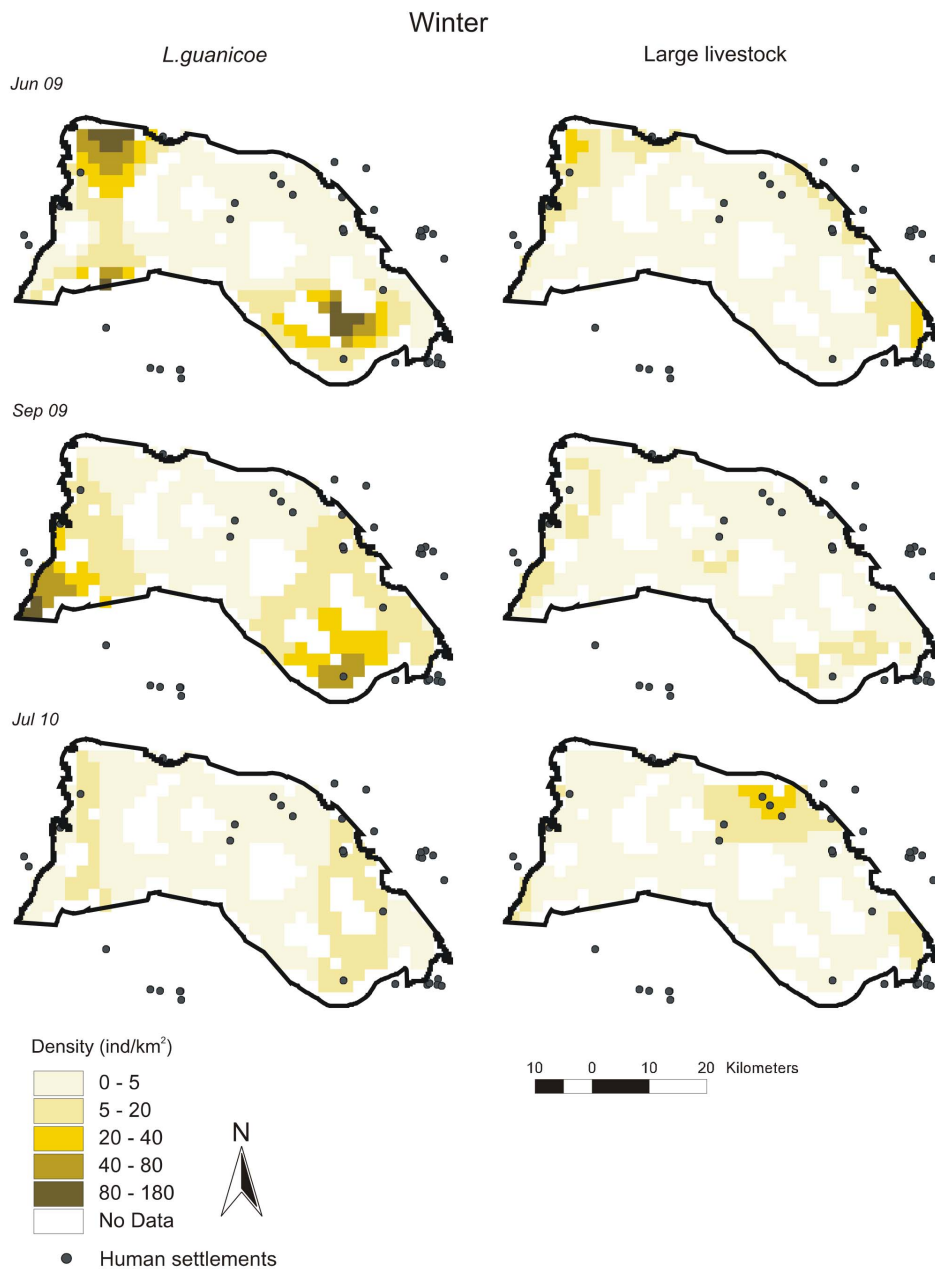 Winter
L.guanicoe
Large livestock
Jun 09
Sep 09
Jul 10
Density (ind/km²)
0 - 5
5 - 20
20 - 40
40 - 80
80 - 180
No Data
Human settlements
N
10 0 10 20 Kilometers